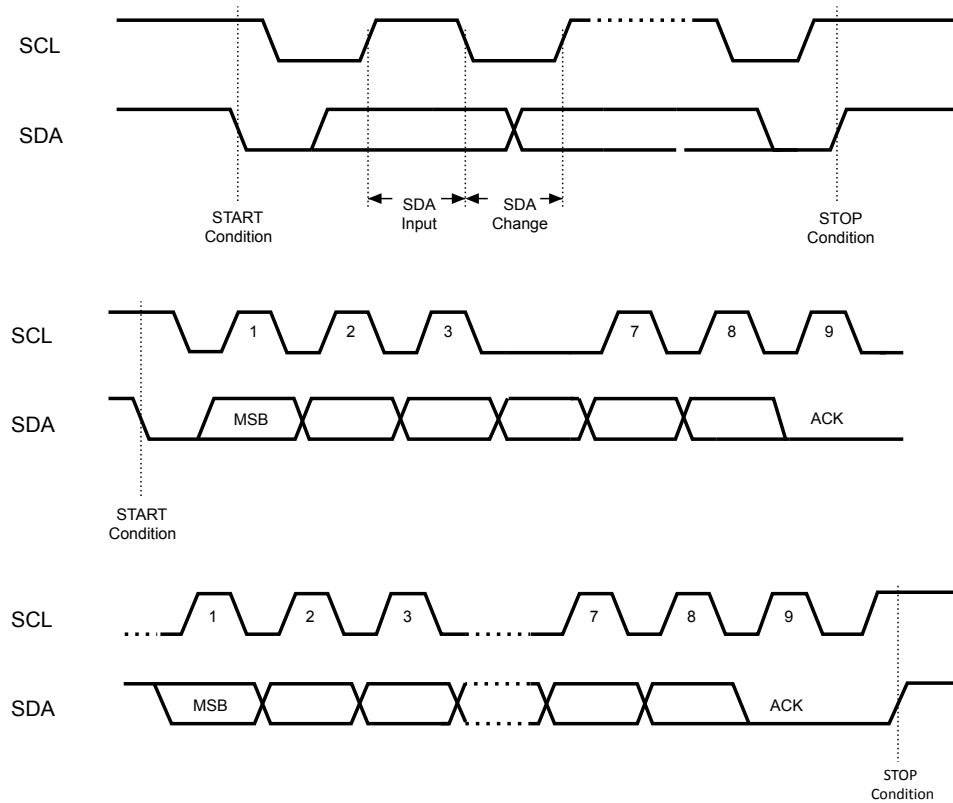 SCL
SDA
SDA
Input
SDA
Change
START
Condition
STOP
Condition
SCL
1 2 3 7 8 9
SDA
MSB ACK
START
Condition
SCL
1 2 3 7 8 9
SDA
MSB ACK
STOP
Condition